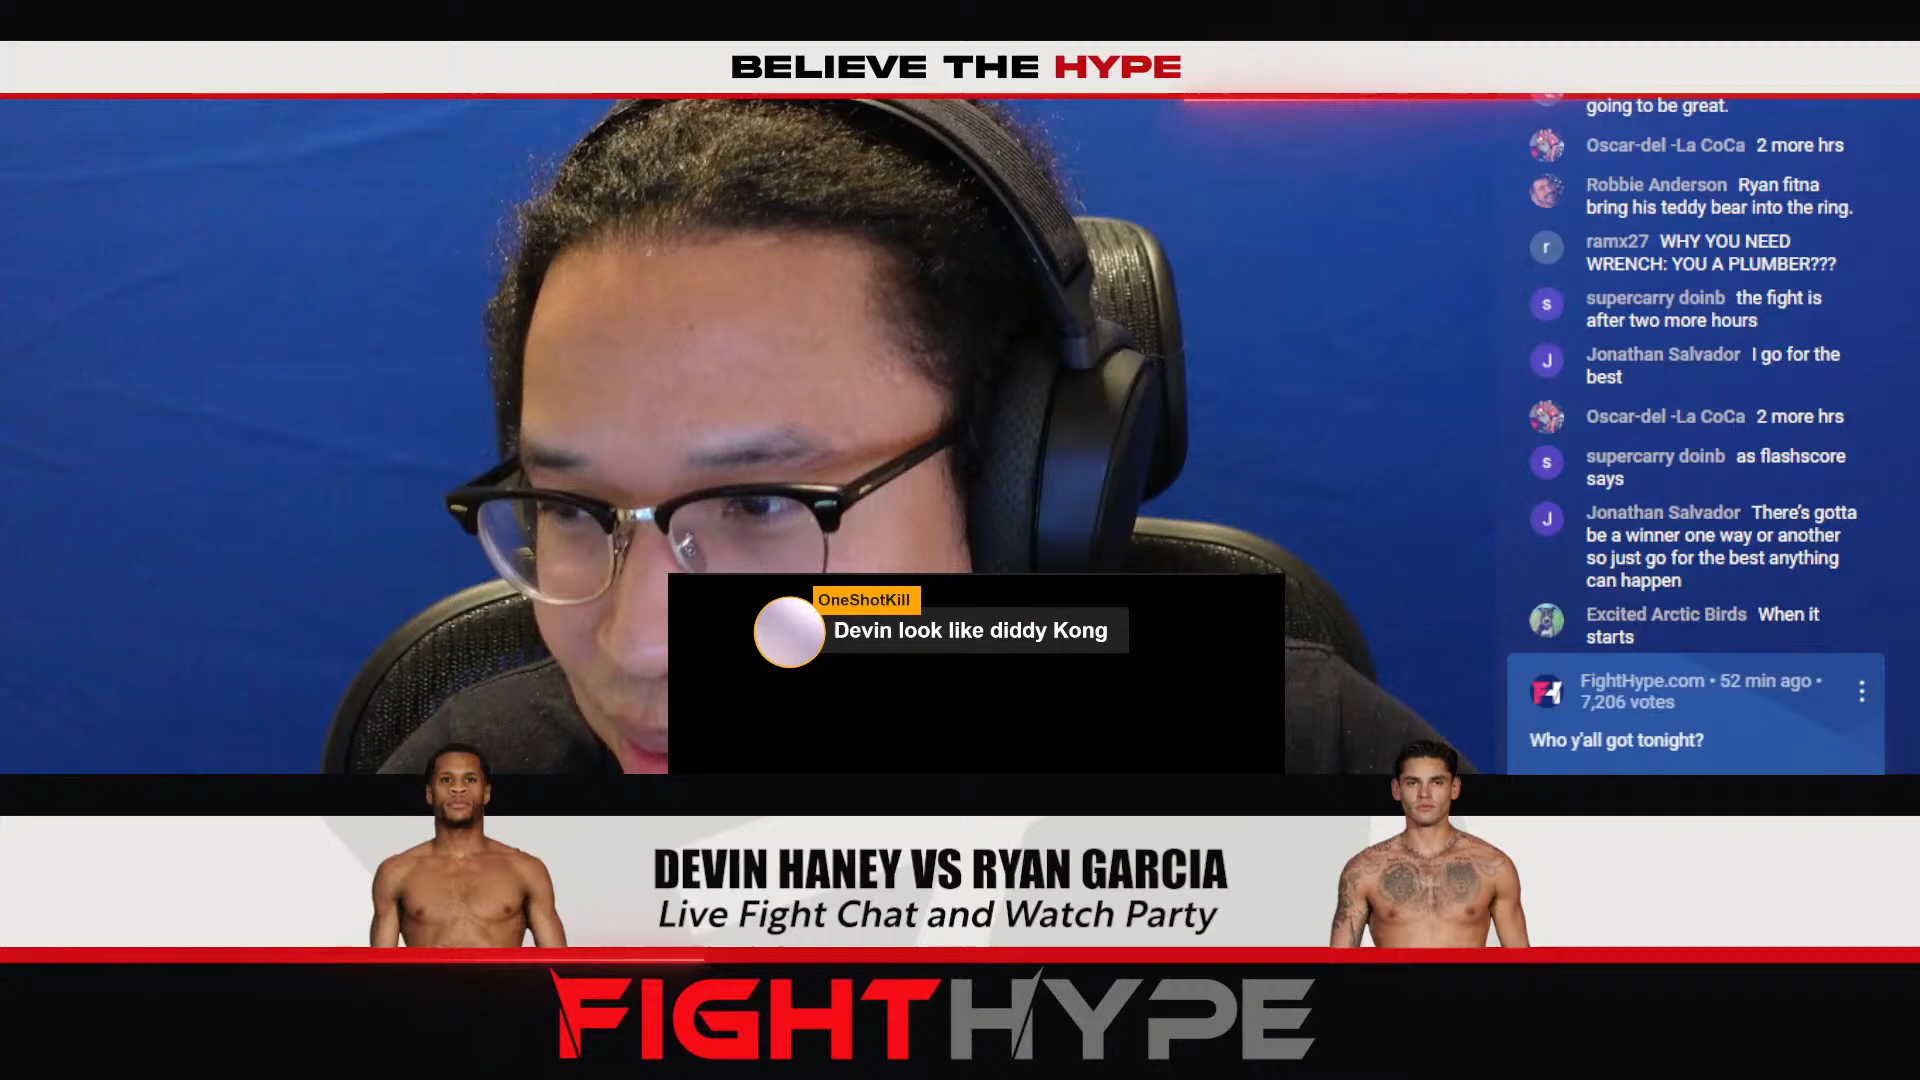 BELIEVE THE HYPE
going to be great.
Oscar-del -La CoCa 2 more hrs
Robbie Anderson Ryan fitna
bring his teddy bear into the ring.
r
ramx27 WHY YOU NEED
WRENCH: YOU A PLUMBER???
s
supercarry doinb the fight is
after two more hours
J
Jonathan Salvador I go for the
best
Oscar-del -La CoCa 2 more hrs
s
supercarry doinb as flashscore
says
J
Jonathan Salvador There's gotta
be a winner one way or another
so just go for the best anything
can happen
Excited Arctic Birds When it
starts
FH
FightHype.com • 52 min ago •
7,206 votes
Who y'all got tonight?
OneShotKill
Devin look like diddy Kong
DEVIN HANEY VS RYAN GARCIA
Live Fight Chat and Watch Party
FIGHTHYPE